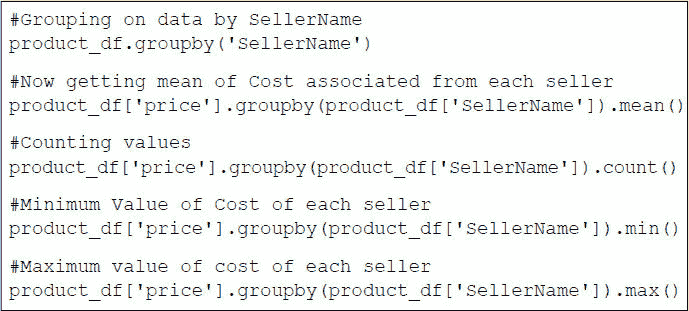 #Grouping on data by SellerName
product_df.groupby('SellerName')
#Now getting mean of Cost associated from each seller
product_df['price'].groupby(product_df['SellerName']).mean()
#Counting values
product_df['price'].groupby(product_df['SellerName']).count()
#Minimum Value of Cost of each seller
product_df['price'].groupby(product_df['SellerName']).min()
#Maximum value of cost of each seller
product_df['price'].groupby(product_df['SellerName']).max()